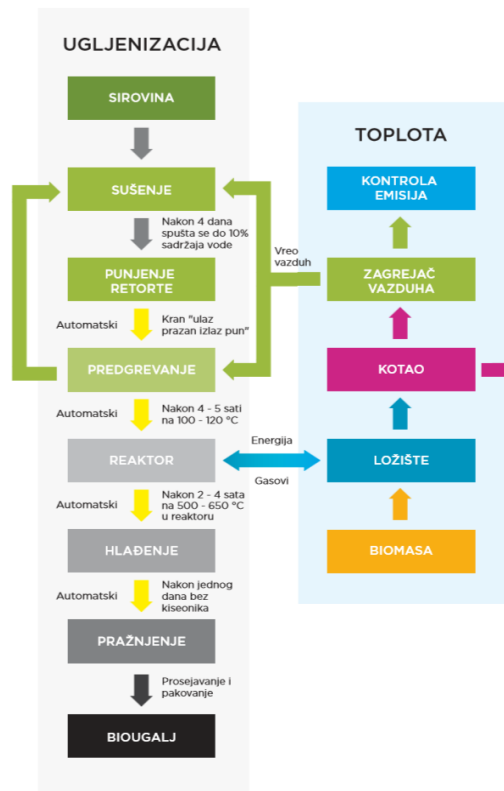 UGLJENIZACIJA
SIROVINA
SUŠENJE
Nakon 4 dana
spušta se do 10%
sadržaja vode
PUNJENJE
RETORTE
Automatski
Kran "ulaz
prazan izlaz pun"
PREDGREVANJE
Automatski
Nakon 4 - 5 sati
na 100 - 120 °C
REAKTOR
Automatski
Nakon 2 - 4 sata
na 500 - 650 °C
u reaktoru
HLAĐENJE
Automatski
Nakon jednog
dana bez
kiseonika
PRAŽNJENJE
Prosejavanje i
pakovanje
BIOUGALJ
Vreo
vazduh
Energija
Gasovi
TOPLOTA
KONTROLA
EMISIJA
ZAGREJAČ
VAZDUHA
KOTAO
LOŽIŠTE
BIOMASA